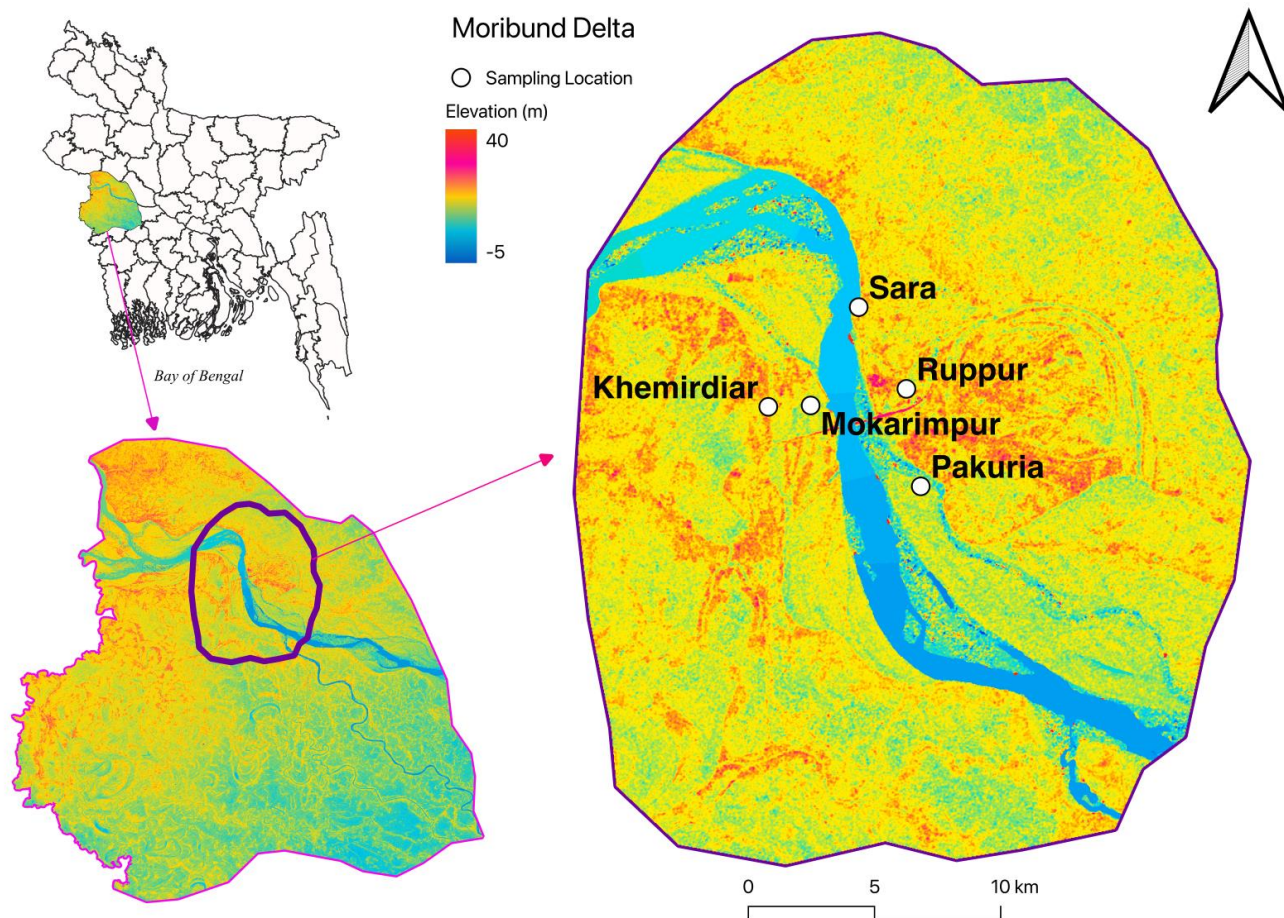 Moribund Delta
Sampling Location
Elevation (m)
40
-5
Bay of Bengal
Sara
Ruppur
Khemirdiar
Mokarimpur
Pakuria
0 5 10 km